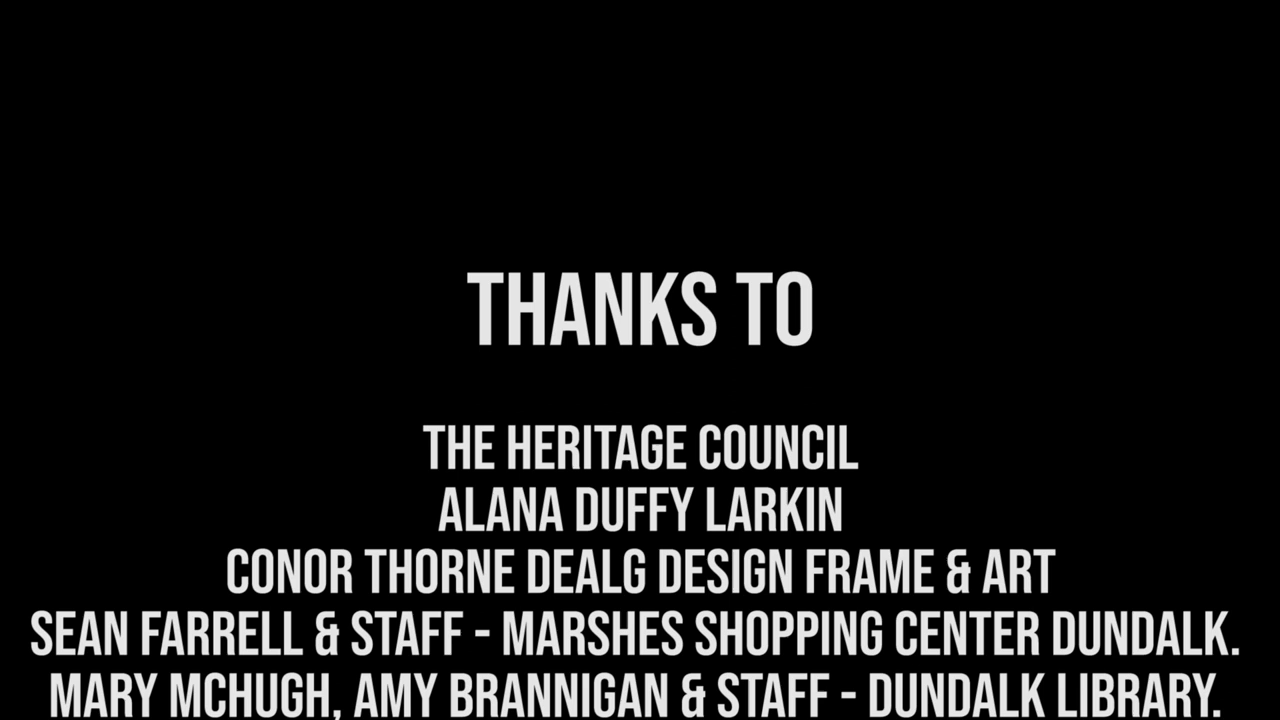 THANKS TO
THE HERITAGE COUNCIL
ALANA DUFFY LARKIN
CONOR THORNE DEALG DESIGN FRAME & ART
SEAN FARRELL & STAFF - MARSHES SHOPPING CENTER DUNDALK.
MARY MCHUGH, AMY BRANNIGAN & STAFF - DUNDALK LIBRARY.